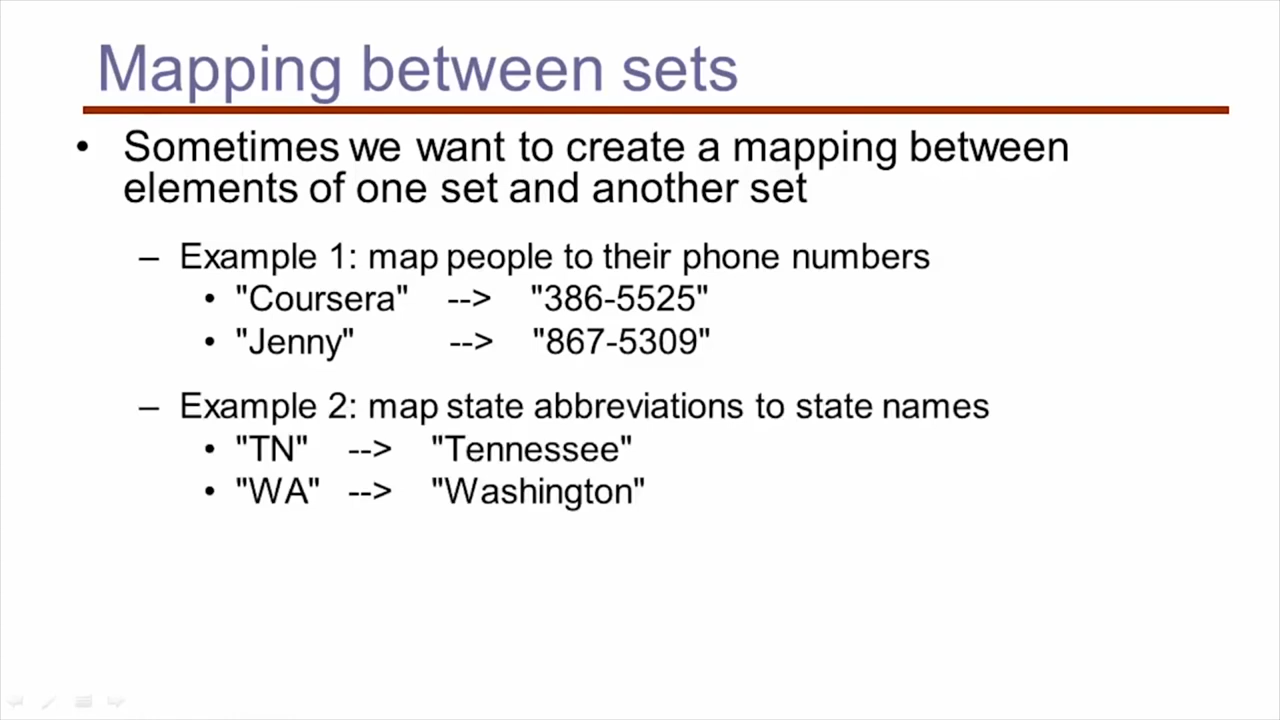 Mapping between sets
• Sometimes we want to create a mapping between
elements of one set and another set
– Example 1: map people to their phone numbers
• "Coursera" --> "386-5525"
• "Jenny" --> "867-5309"
– Example 2: map state abbreviations to state names
• "TN" --> "Tennessee"
• "WA" --> "Washington"